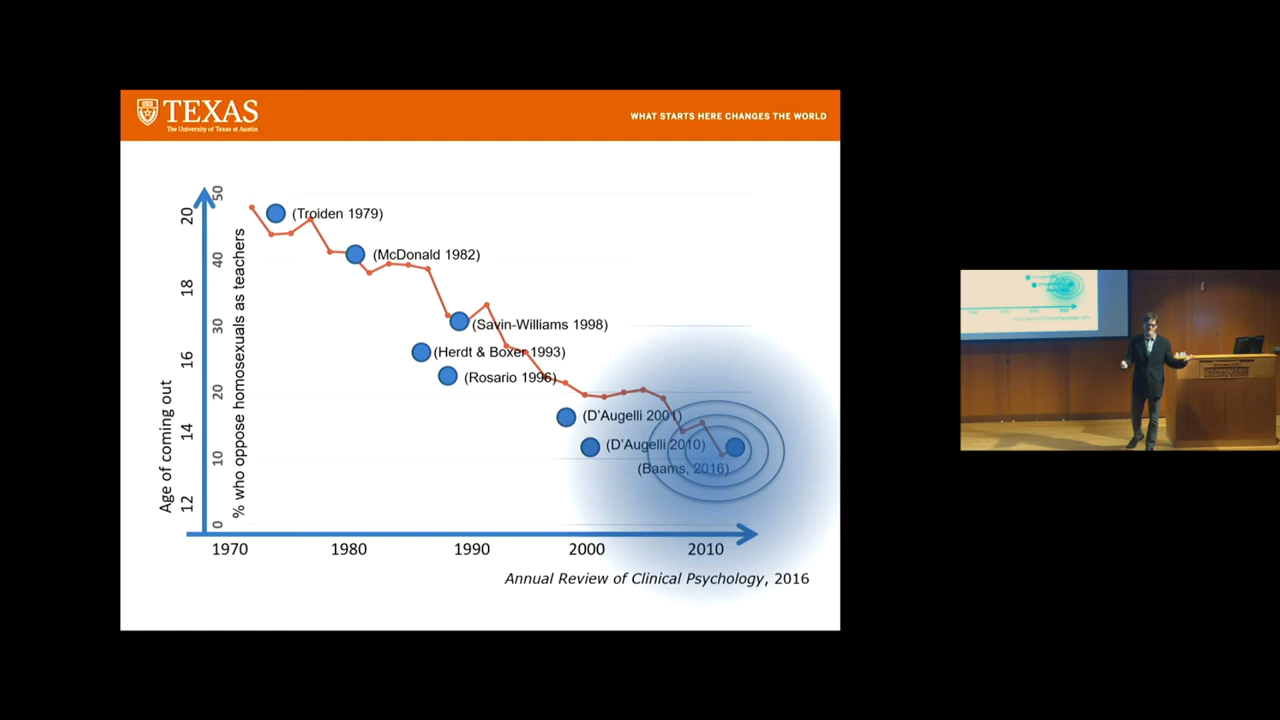 TEXAS
The University of Texas at Austin
WHAT STARTS HERE CHANGES THE WORLD
Age of coming out
20
18
16
14
12
% who oppose homosexuals as teachers
50
40
30
20
10
0
(Troiden 1979)
(McDonald 1982)
(Savin-Williams 1998)
(Herdt & Boxer 1993)
(Rosario 1996)
(D'Augelli 2001)
(D'Augelli 2010)
(Baams, 2016)
1970 1980 1990 2000 2010
Annual Review of Clinical Psychology, 2016